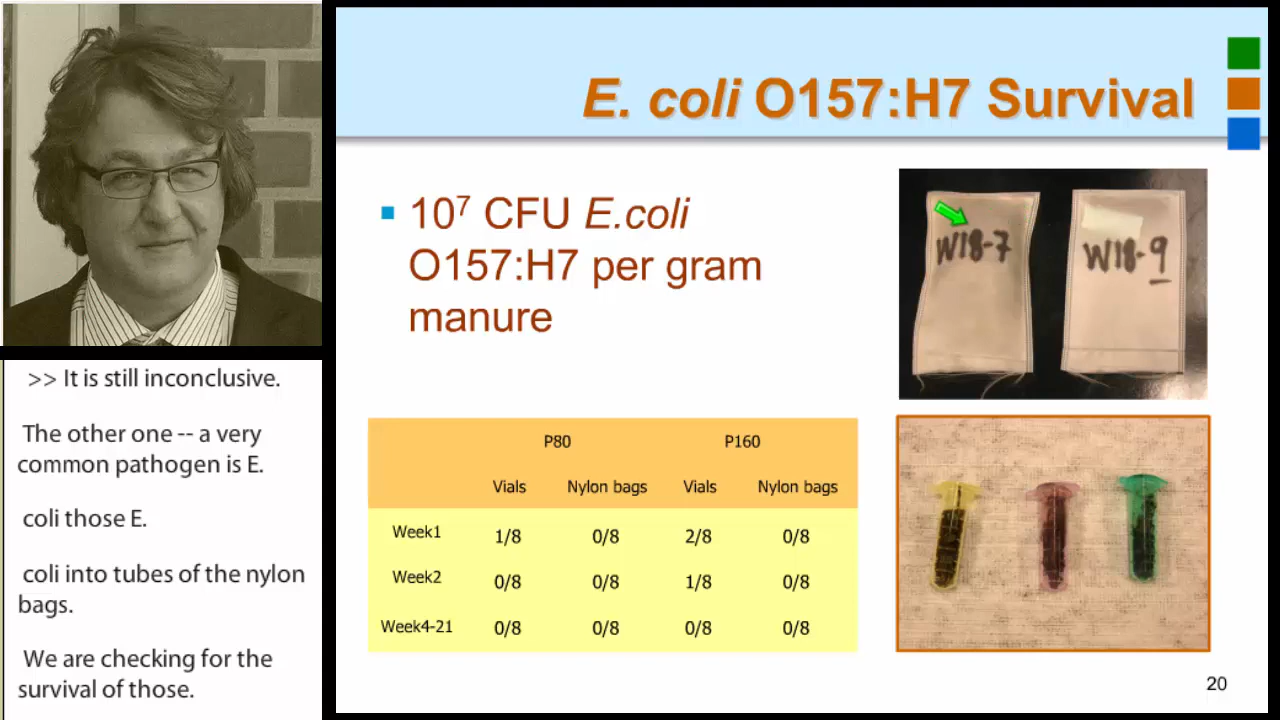 E. coli O157:H7 Survival
10⁷ CFU E.coli
O157:H7 per gram
manure
W18-7
W18-9
P80 P160
Vials Nylon bags Vials Nylon bags
Week1 1/8 0/8 2/8 0/8
Week2 0/8 0/8 1/8 0/8
Week4-21 0/8 0/8 0/8 0/8
20
>> It is still inconclusive.
The other one -- a very
common pathogen is E.
coli those E.
coli into tubes of the nylon
bags.
We are checking for the
survival of those.